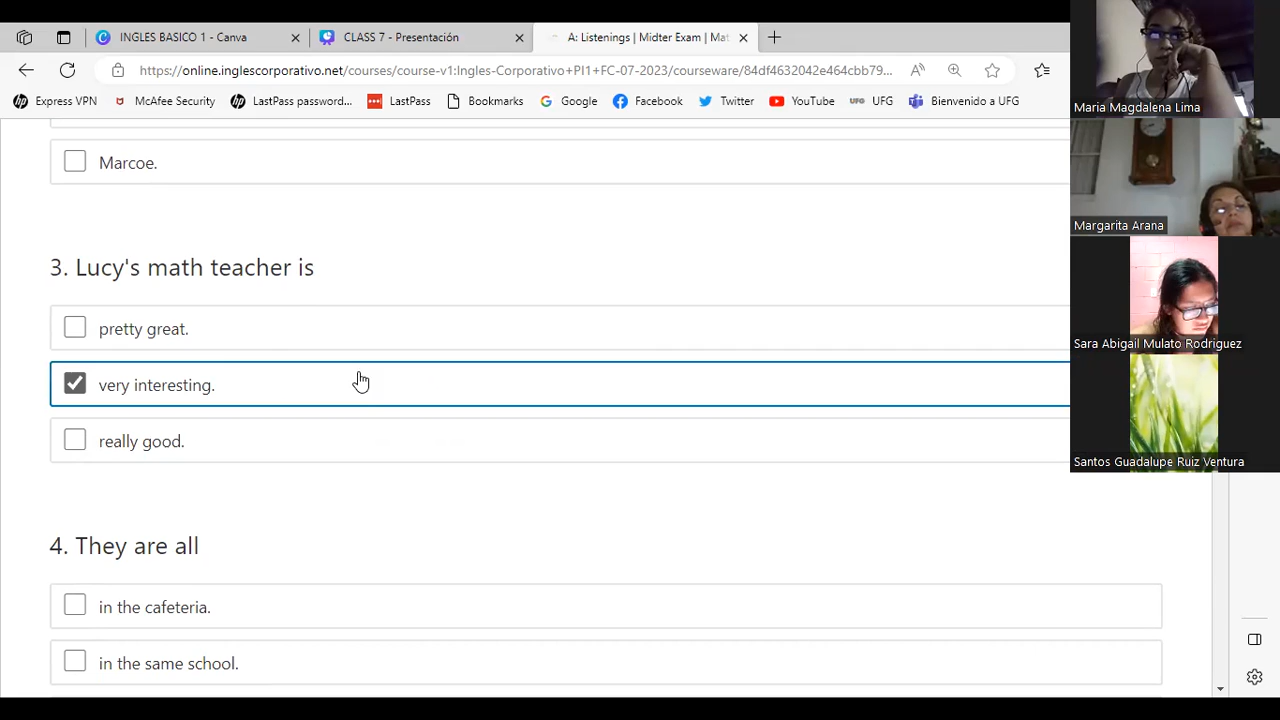 INGLES BASICO 1 - Canva
CLASS 7 - Presentación
A: Listenings | Midter Exam | Mat
https://online.inglescorporativo.net/courses/course-v1:Ingles-Corporativo+PI1+FC-07-2023/courseware/84df4632042e464cbb79...
Express VPN
McAfee Security
LastPass password...
LastPass
Bookmarks
Google
Facebook
Twitter
YouTube
UFG
Bienvenido a UFG
Marcoe.
3. Lucy's math teacher is
pretty great.
very interesting.
really good.
4. They are all
in the cafeteria.
in the same school.
Maria Magdalena Lima
Margarita Arana
Sara Abigail Mulato Rodriguez
Santos Guadalupe Ruiz Ventura